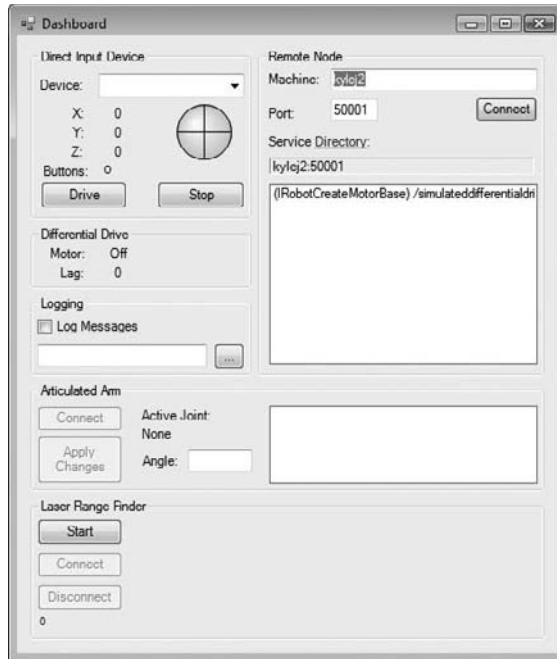 Dashboard
Direct Input Device
Device:
X: 0
Y: 0
Z: 0
Buttons: 0
Drive
Stop
Differential Drive
Motor: Off
Lag: 0
Logging
Log Messages
...
Remote Node
Machine: kylej2
Port: 50001
Connect
Service Directory:
kylej2:50001
(IRobotCreateMotorBase) /simulateddifferentialdri
Articulated Arm
Connect
Apply
Changes
Active Joint:
None
Angle:
Laser Range Finder
Start
Connect
Disconnect
0